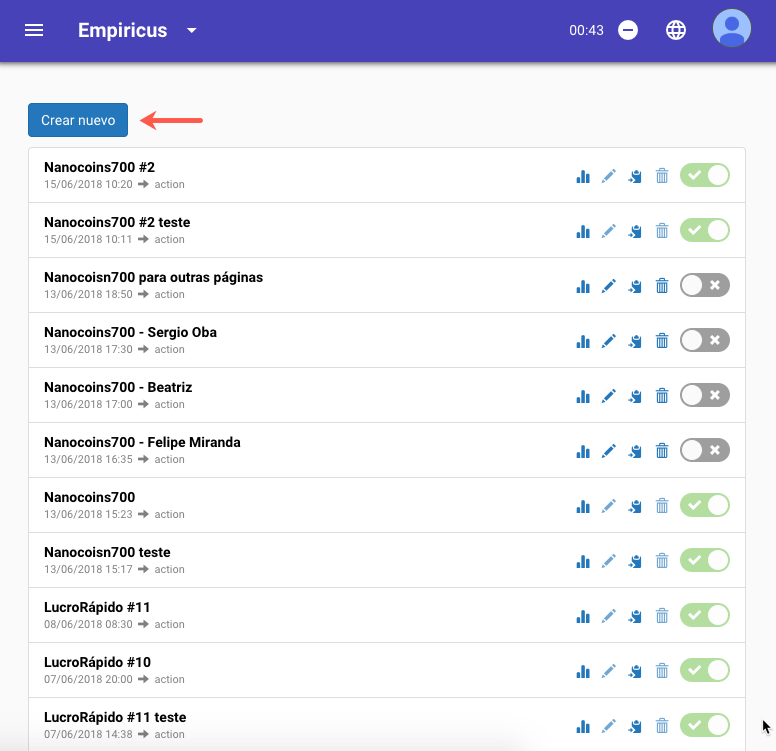 Empiricus
00:43
Crear nuevo
Nanocoins700 #2
15/06/2018 10:20 ➔ action
Nanocoins700 #2 teste
15/06/2018 10:11 ➔ action
Nanocoisn700 para outras páginas
13/06/2018 18:50 ➔ action
Nanocoins700 - Sergio Oba
13/06/2018 17:30 ➔ action
Nanocoins700 - Beatriz
13/06/2018 17:00 ➔ action
Nanocoins700 - Felipe Miranda
13/06/2018 16:35 ➔ action
Nanocoins700
13/06/2018 15:23 ➔ action
Nanocoisn700 teste
13/06/2018 15:17 ➔ action
LucroRápido #11
08/06/2018 08:30 ➔ action
LucroRápido #10
07/06/2018 20:00 ➔ action
LucroRápido #11 teste
07/06/2018 14:38 ➔ action